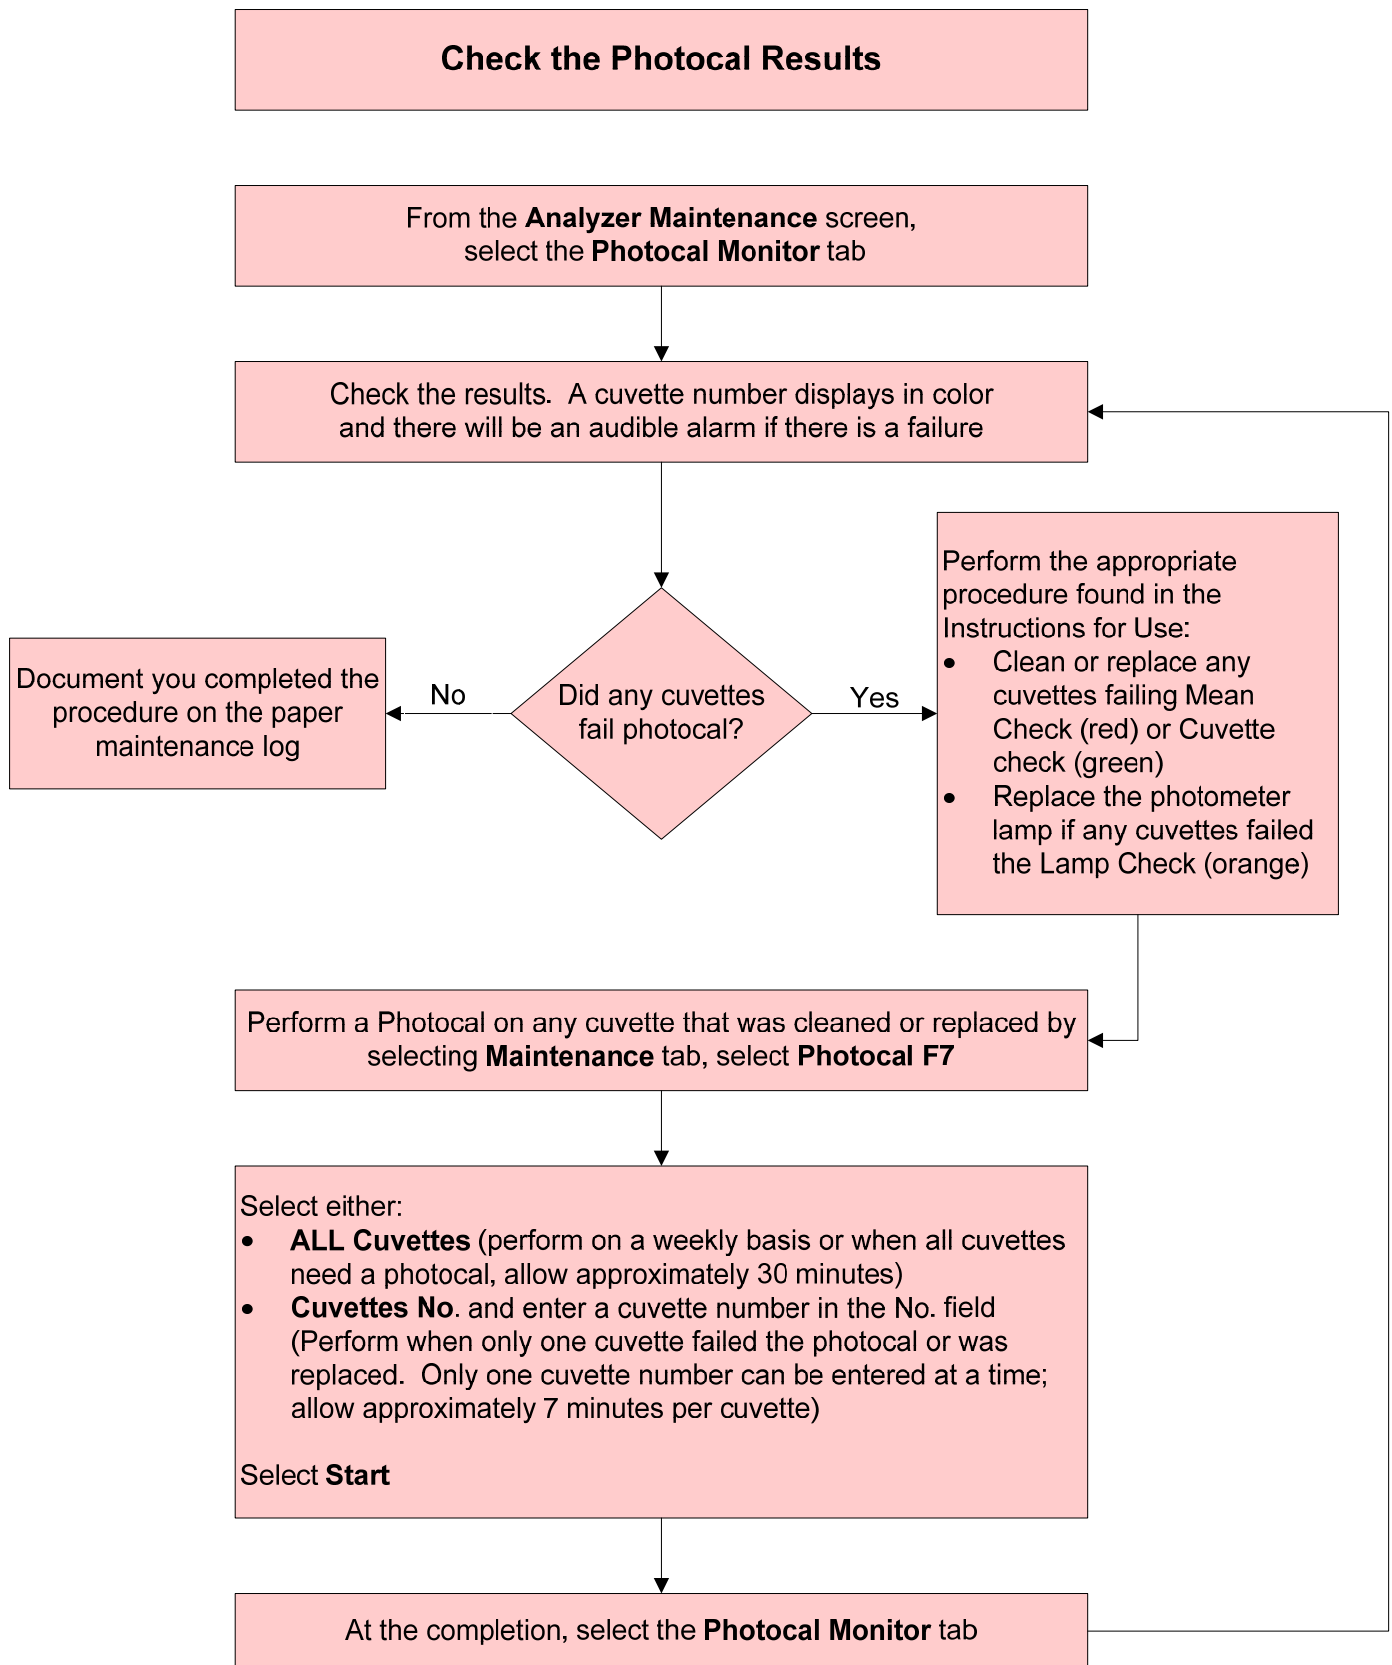 Check the Photocal Results
From the Analyzer Maintenance screen,
select the Photocal Monitor tab
Check the results.  A cuvette number displays in color
and there will be an audible alarm if there is a failure
Did any cuvettes
fail photocal?
No
Document you completed the
procedure on the paper
maintenance log
Yes
Perform the appropriate
procedure found in the
Instructions for Use:
• Clean or replace any
cuvettes failing Mean
Check (red) or Cuvette
check (green)
• Replace the photometer
lamp if any cuvettes failed
the Lamp Check (orange)
Perform a Photocal on any cuvette that was cleaned or replaced by
selecting Maintenance tab, select Photocal F7
Select either:
• ALL Cuvettes (perform on a weekly basis or when all cuvettes
need a photocal, allow approximately 30 minutes)
• Cuvettes No. and enter a cuvette number in the No. field
(Perform when only one cuvette failed the photocal or was
replaced.  Only one cuvette number can be entered at a time;
allow approximately 7 minutes per cuvette)
Select Start
At the completion, select the Photocal Monitor tab